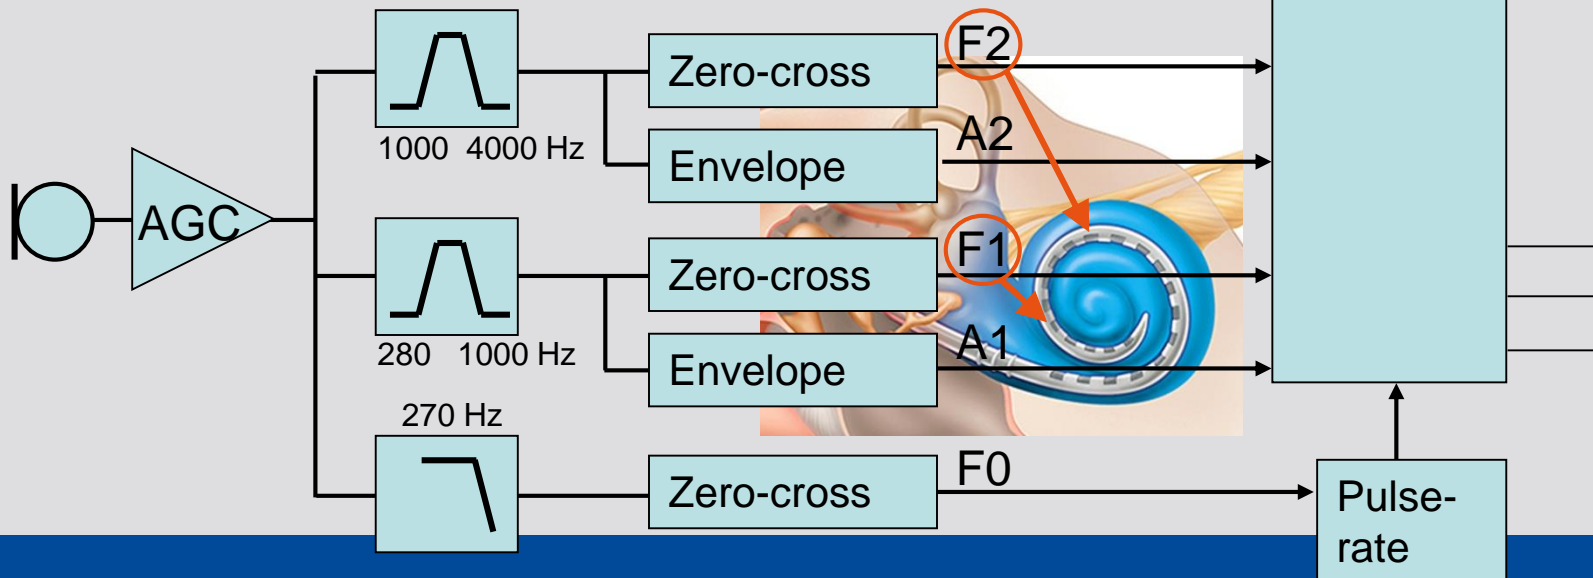 F2
Zero-cross
A2
1000 4000 Hz
Envelope
AGC
F1
Zero-cross
A1
280 1000 Hz
Envelope
270 Hz
F0
Zero-cross
Pulse-
rate